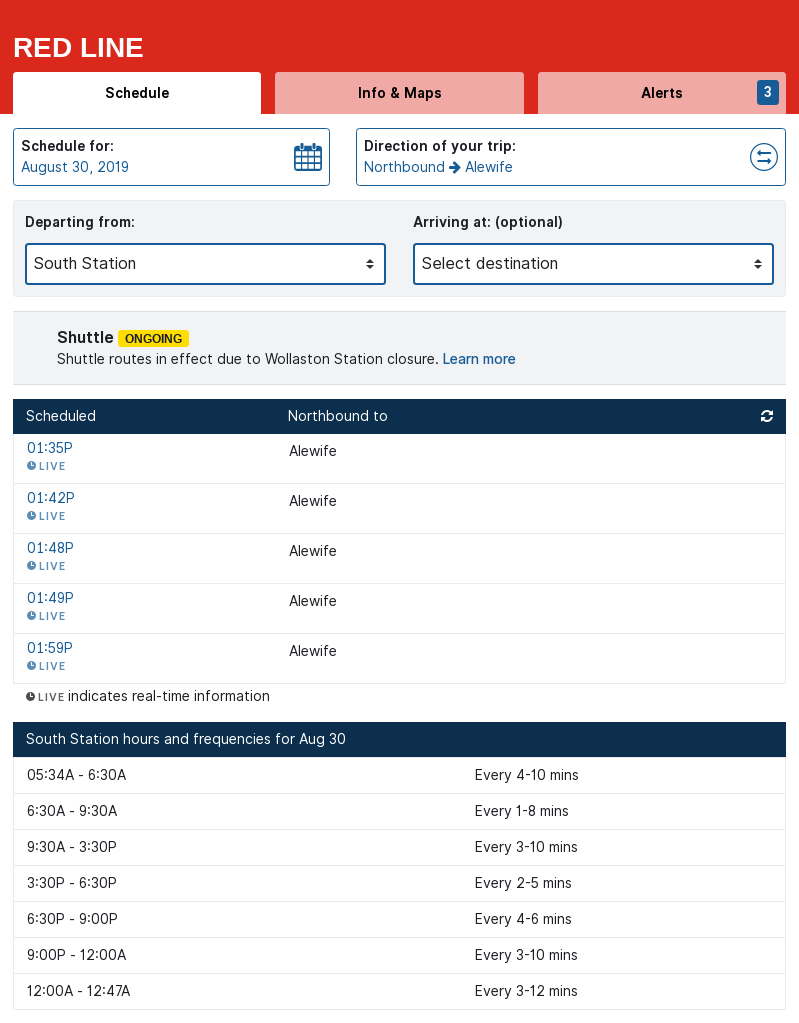 RED LINE
Schedule
Info & Maps
Alerts
3
Schedule for:
August 30, 2019
Direction of your trip:
Northbound → Alewife
Departing from:
Arriving at: (optional)
South Station
Select destination
Shuttle ONGOING
Shuttle routes in effect due to Wollaston Station closure. Learn more
Scheduled Northbound to
01:35P Alewife
LIVE
01:42P Alewife
LIVE
01:48P Alewife
LIVE
01:49P Alewife
LIVE
01:59P Alewife
LIVE
LIVE indicates real-time information
South Station hours and frequencies for Aug 30
05:34A - 6:30A Every 4-10 mins
6:30A - 9:30A Every 1-8 mins
9:30A - 3:30P Every 3-10 mins
3:30P - 6:30P Every 2-5 mins
6:30P - 9:00P Every 4-6 mins
9:00P - 12:00A Every 3-10 mins
12:00A - 12:47A Every 3-12 mins